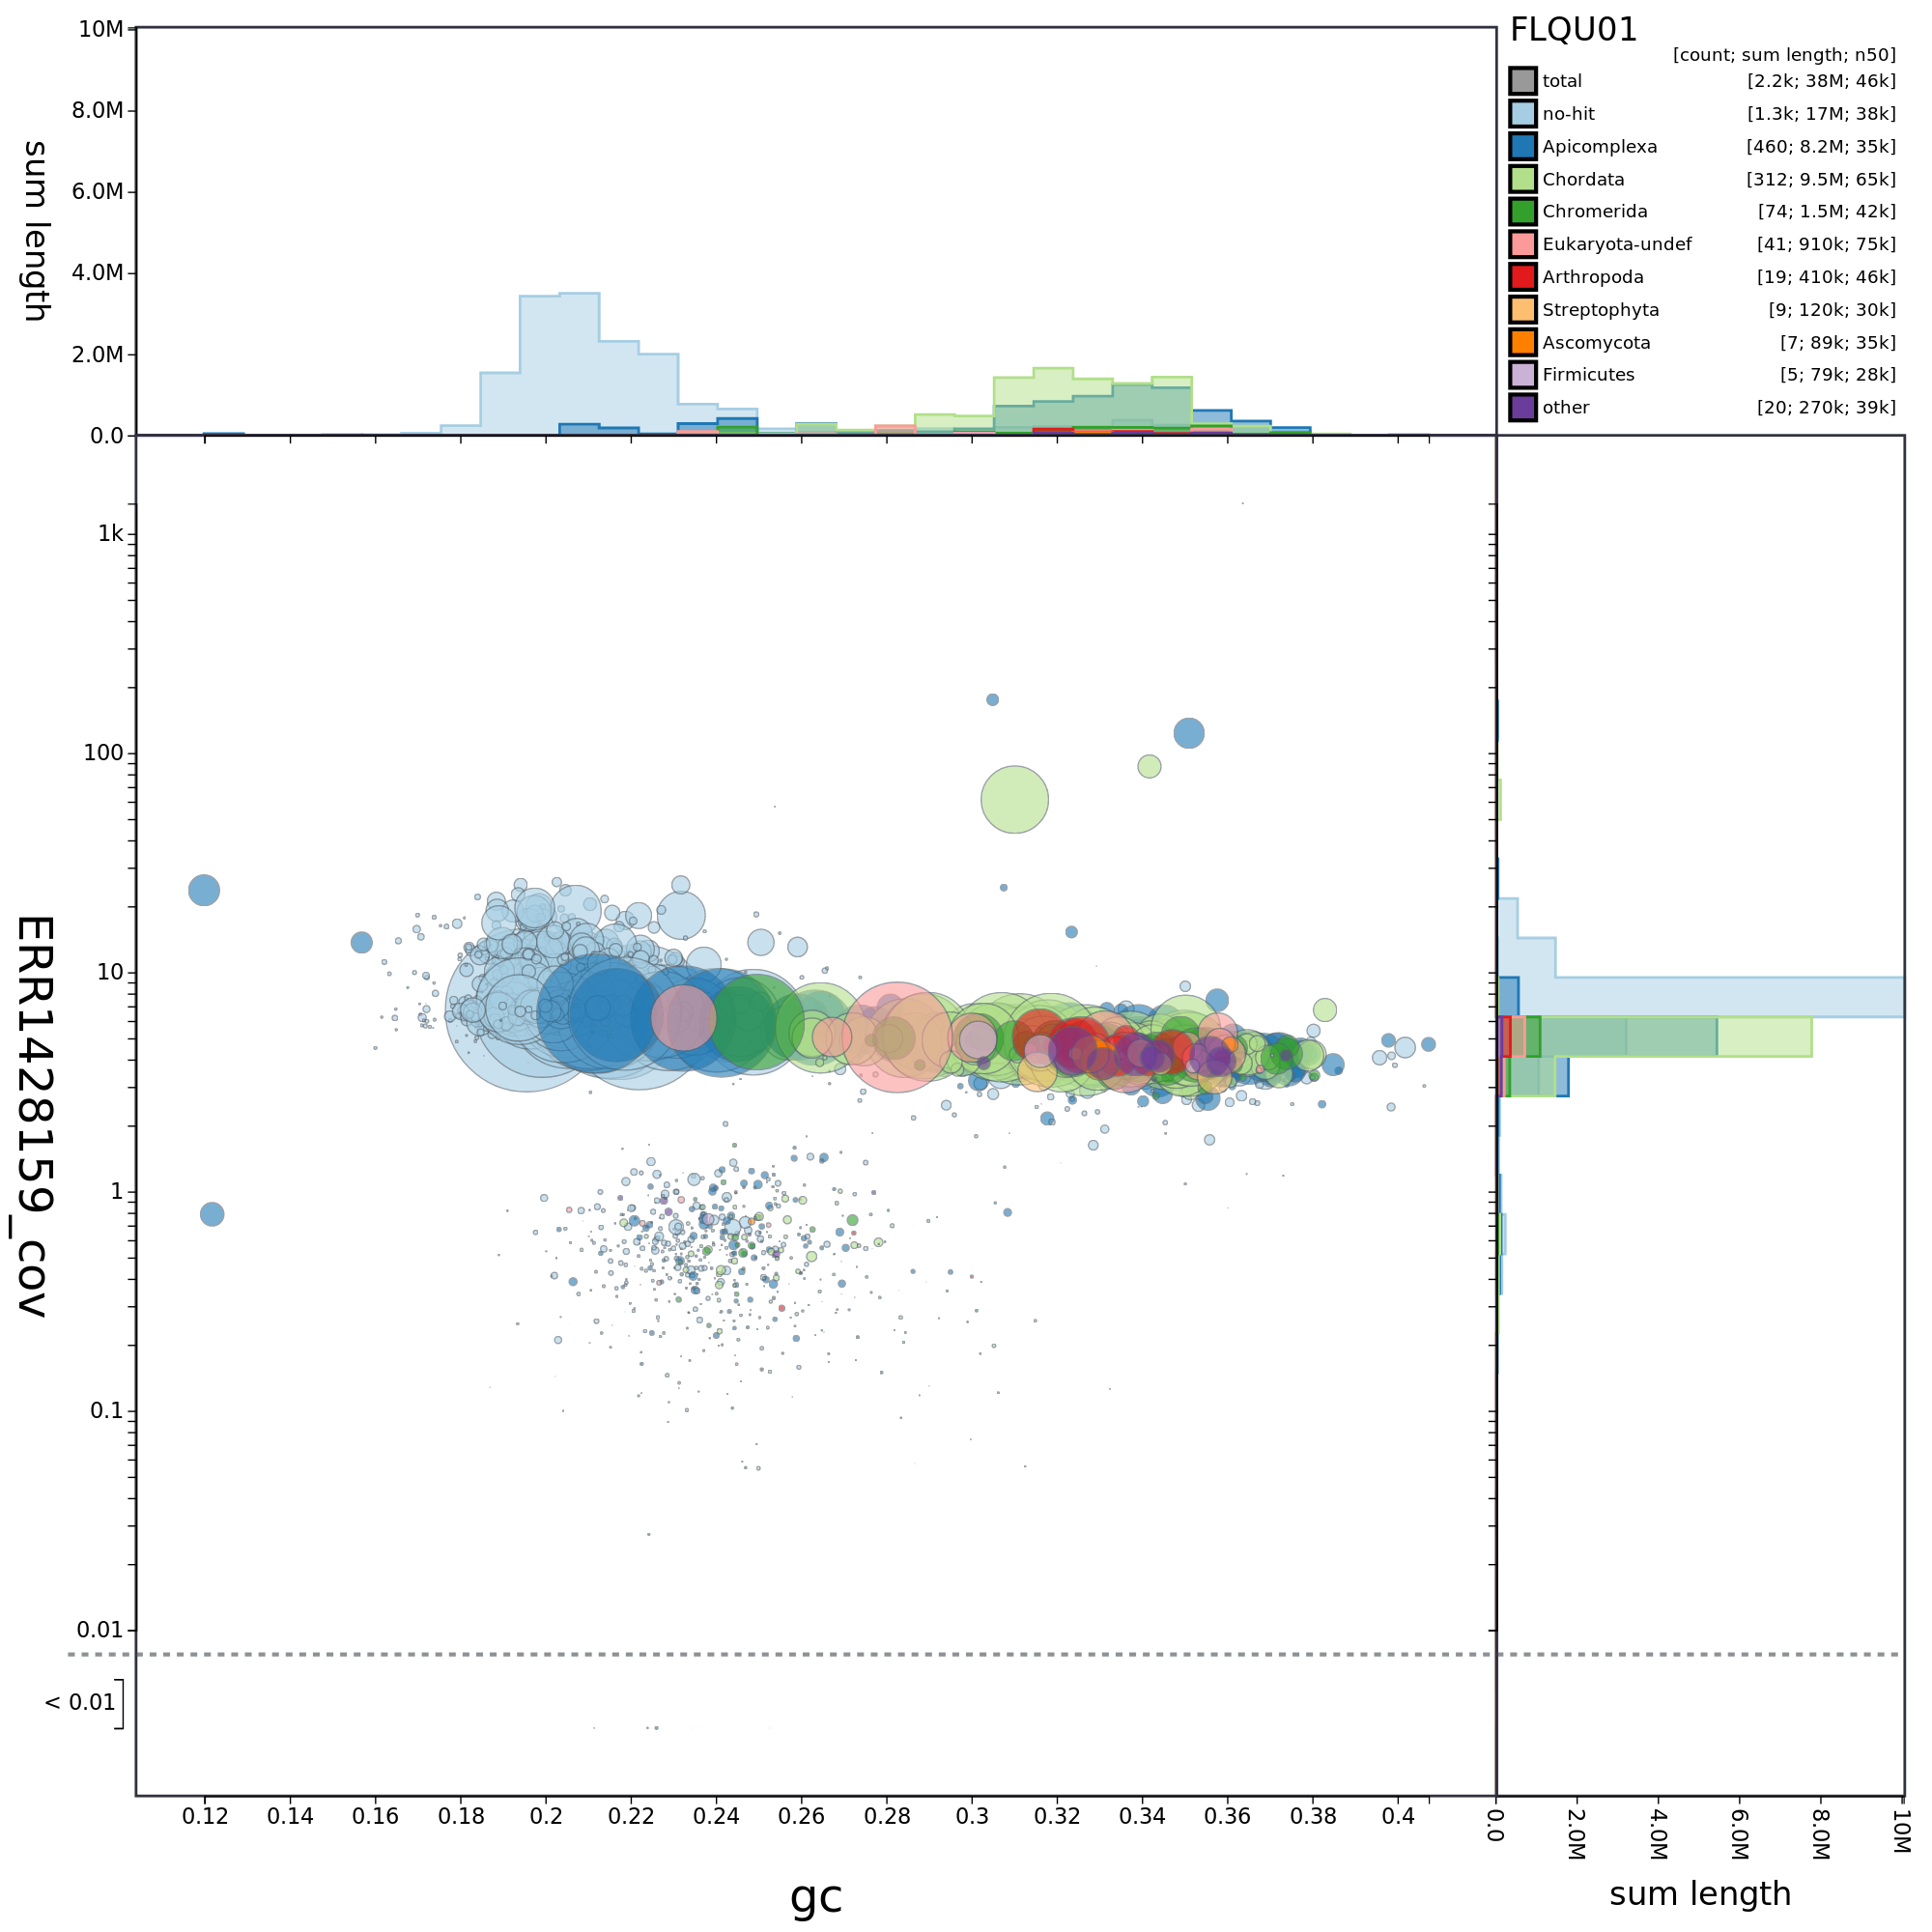 FLQU01
[count; sum length; n50]
total [2.2k; 38M; 46k]
no-hit [1.3k; 17M; 38k]
Apicomplexa [460; 8.2M; 35k]
Chordata [312; 9.5M; 65k]
Chromerida [74; 1.5M; 42k]
Eukaryota-undef [41; 910k; 75k]
Arthropoda [19; 410k; 46k]
Streptophyta [9; 120k; 30k]
Ascomycota [7; 89k; 35k]
Firmicutes [5; 79k; 28k]
other [20; 270k; 39k]
10M
8.0M
6.0M
4.0M
2.0M
0.0
sum length
1k
100
10
1
0.1
0.01
< 0.01
ERR1428159_cov
0.12 0.14 0.16 0.18 0.2 0.22 0.24 0.26 0.28 0.3 0.32 0.34 0.36 0.38 0.4
gc
0.0 2.0M 4.0M 6.0M 8.0M 10M
sum length